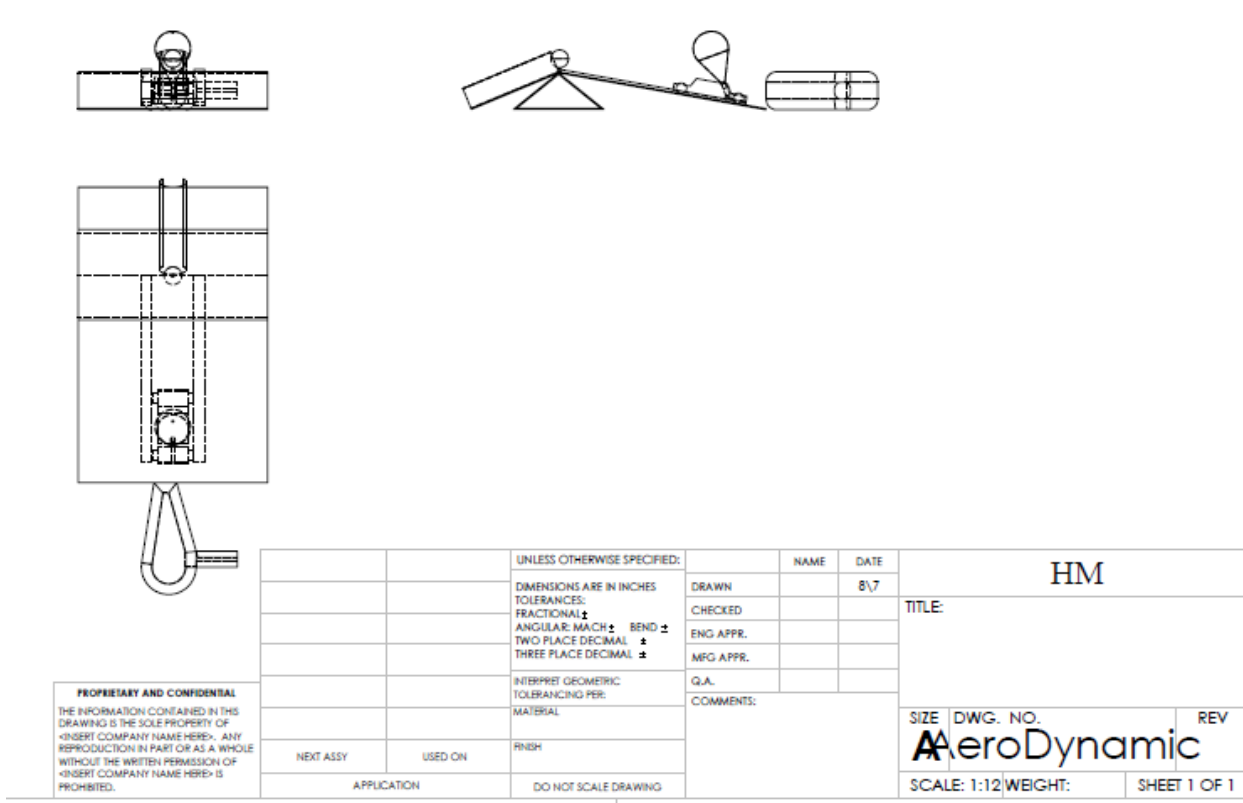 PROPRIETARY AND CONFIDENTIAL
THE INFORMATION CONTAINED IN THIS
DRAWING IS THE SOLE PROPERTY OF
<INSERT COMPANY NAME HERE>. ANY
REPRODUCTION IN PART OR AS A WHOLE
WITHOUT THE WRITTEN PERMISSION OF
<INSERT COMPANY NAME HERE> IS
PROHIBITED.
NEXT ASSY
USED ON
APPLICATION
UNLESS OTHERWISE SPECIFIED:
DIMENSIONS ARE IN INCHES
TOLERANCES:
FRACTIONAL±
ANGULAR: MACH± BEND ±
TWO PLACE DECIMAL ±
THREE PLACE DECIMAL ±
INTERPRET GEOMETRIC
TOLERANCING PER:
MATERIAL
FINISH
DO NOT SCALE DRAWING
NAME
DATE
DRAWN
8\7
CHECKED
ENG APPR.
MFG APPR.
Q.A.
COMMENTS:
HM
TITLE:
SIZE
DWG. NO.
REV
A
AeroDynamic
SCALE: 1:12
WEIGHT:
SHEET 1 OF 1